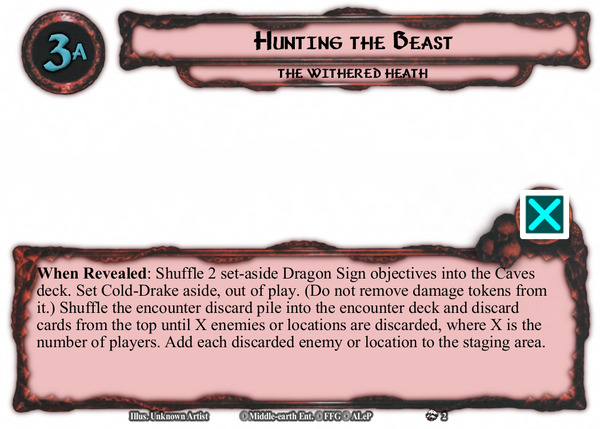 3A
Hunting the Beast
The Withered Heath
X
When Revealed: Shuffle 2 set-aside Dragon Sign objectives into the Caves
deck. Set Cold-Drake aside, out of play. (Do not remove damage tokens from
it.) Shuffle the encounter discard pile into the encounter deck and discard
cards from the top until X enemies or locations are discarded, where X is the
number of players. Add each discarded enemy or location to the staging area.
Illus. Unknown Artist ©Middle-earth Ent. ©FFG ©ALeP 2